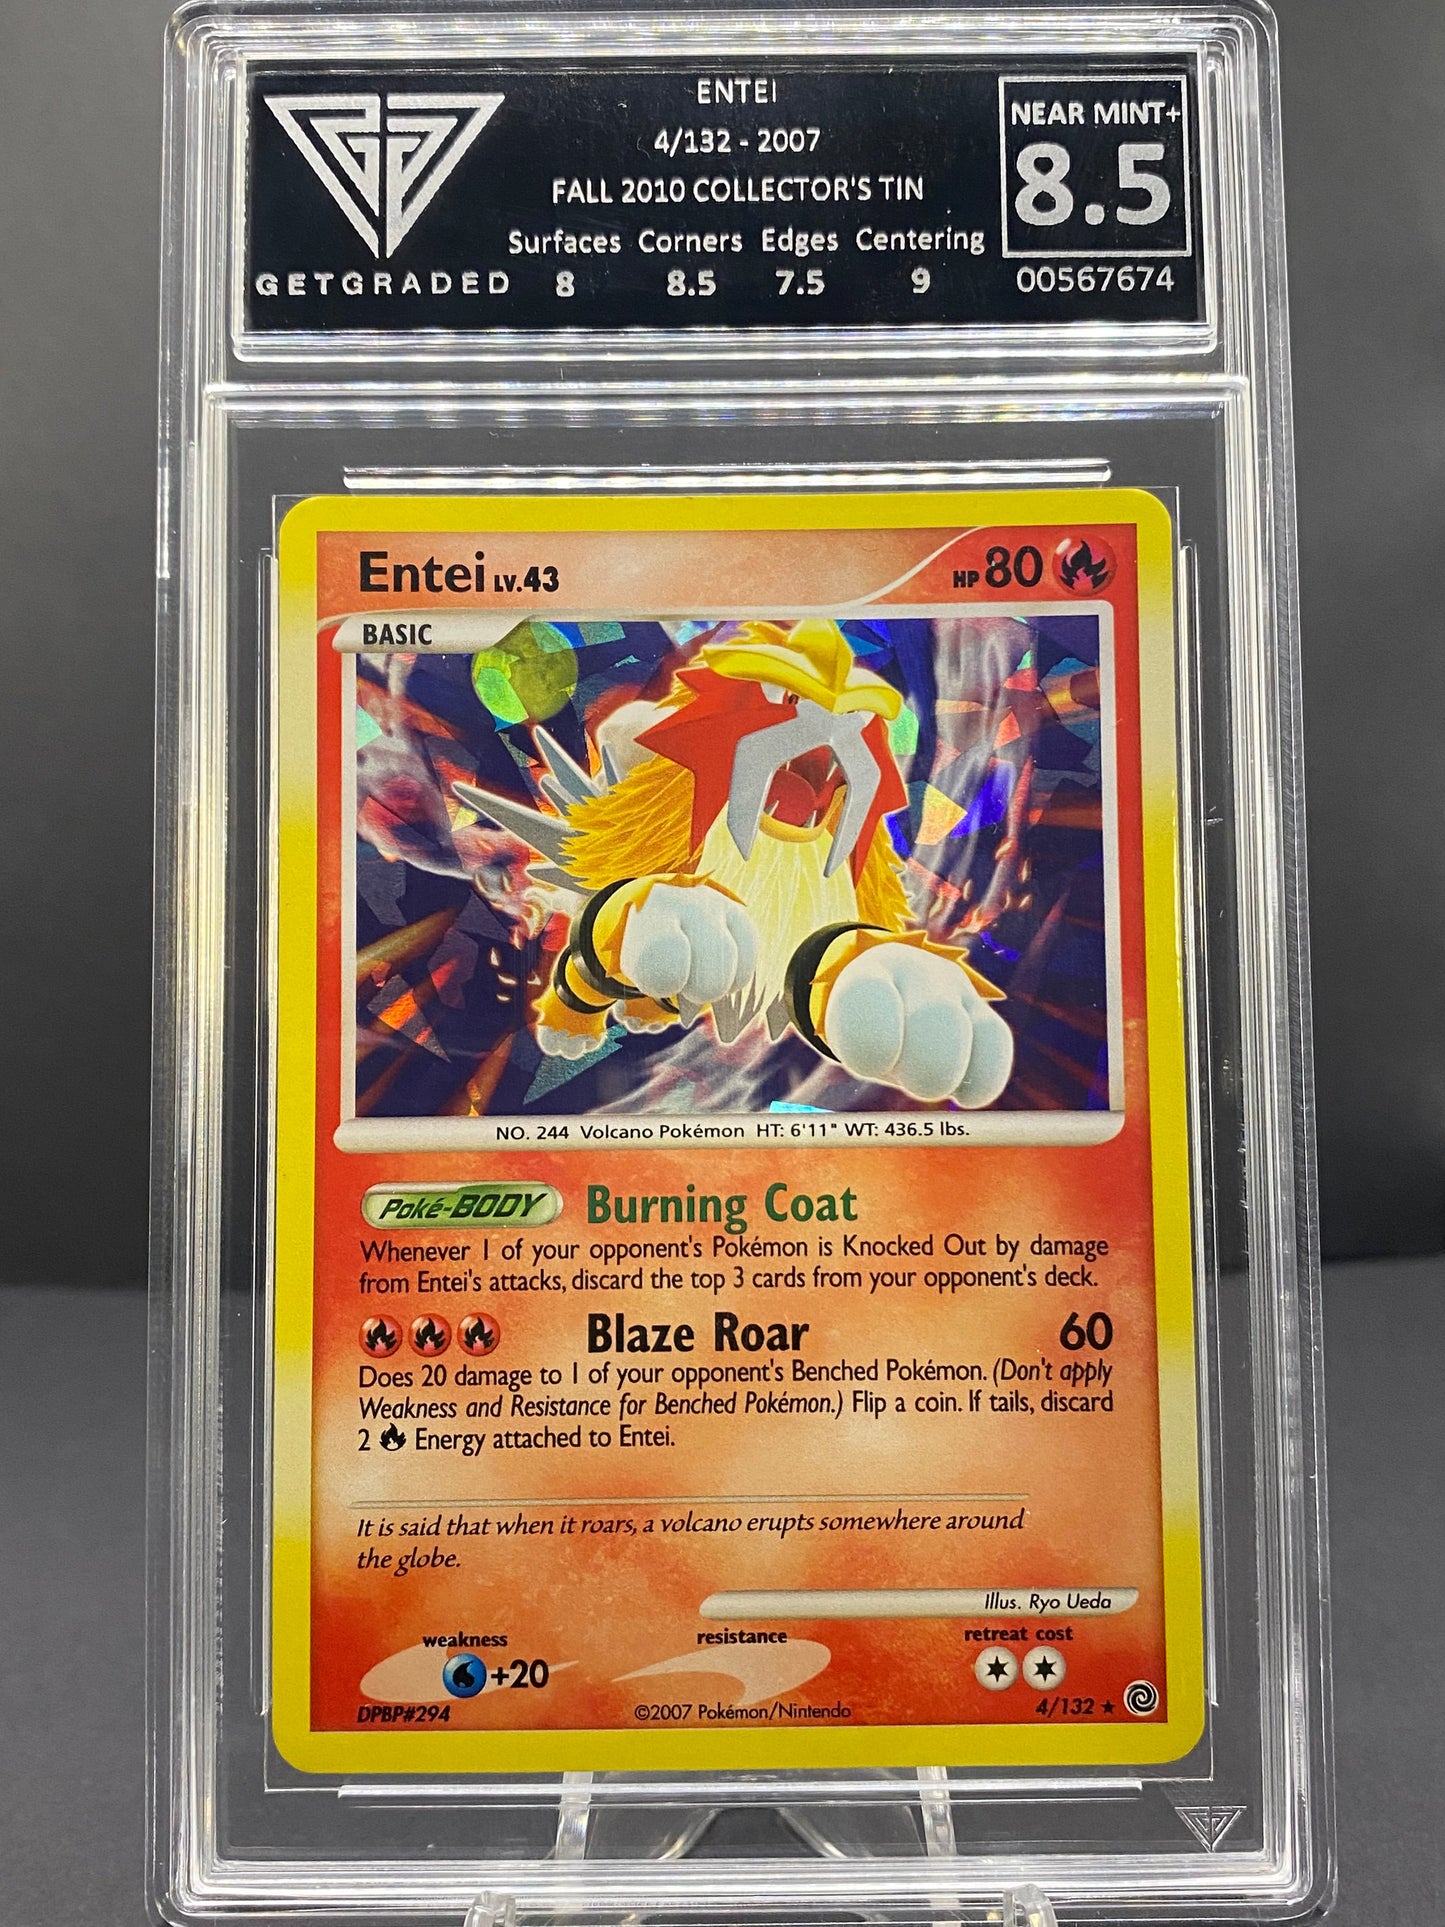 ENTEI
4/132 - 2007
FALL 2010 COLLECTOR'S TIN
Surfaces Corners Edges Centering
8 8.5 7.5 9
GETGRADED
NEAR MINT+
8.5
00567674
Entei LV.43
HP 80
BASIC
NO. 244 Volcano Pokémon HT: 6'11" WT: 436.5 lbs.
Poké-BODY Burning Coat
Whenever 1 of your opponent's Pokémon is Knocked Out by damage
from Entei's attacks, discard the top 3 cards from your opponent's deck.
Blaze Roar 60
Does 20 damage to 1 of your opponent's Benched Pokémon. (Don't apply
Weakness and Resistance for Benched Pokémon.) Flip a coin. If tails, discard
2 Energy attached to Entei.
It is said that when it roars, a volcano erupts somewhere around
the globe.
Illus. Ryo Ueda
weakness resistance retreat cost
+20
DPBP#294 ©2007 Pokémon/Nintendo 4/132 ★